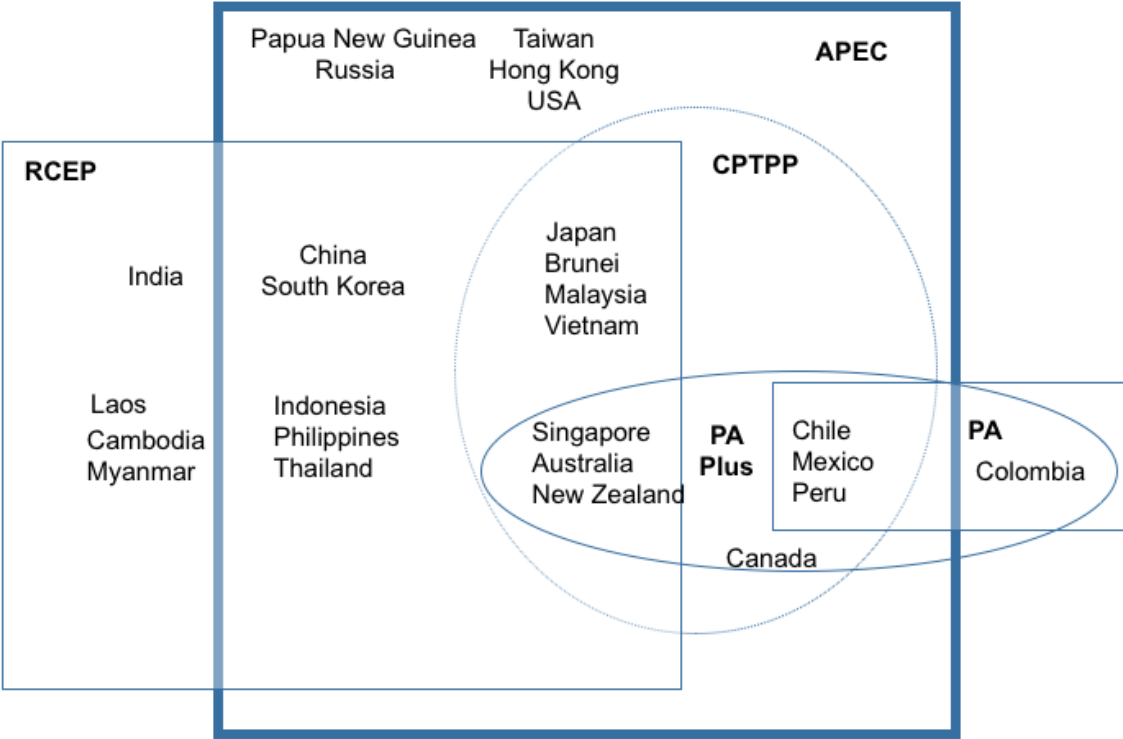 Papua New Guinea
Russia
Taiwan
Hong Kong
USA
APEC
RCEP
CPTPP
India
China
South Korea
Japan
Brunei
Malaysia
Vietnam
Laos
Cambodia
Myanmar
Indonesia
Philippines
Thailand
Singapore
Australia
New Zealand
PA
Plus
Chile
Mexico
Peru
PA
Colombia
Canada